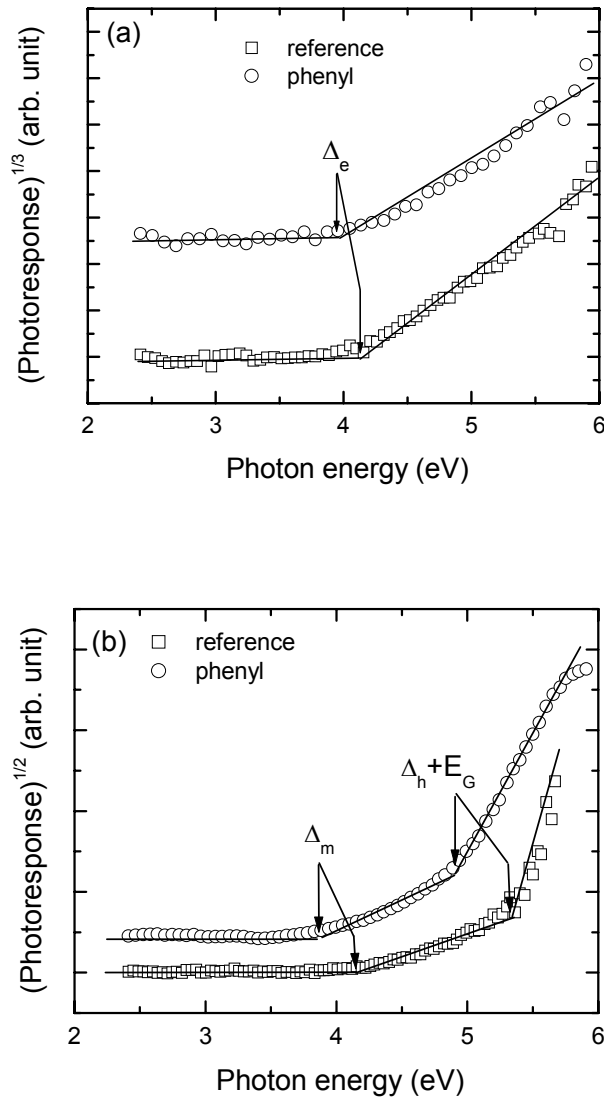 (a)
reference
phenyl
Δe
(Photoresponse)1/3 (arb. unit)
2 3 4 5 6
Photon energy (eV)
(b)
reference
phenyl
Δh+EG
Δm
(Photoresponse)1/2 (arb. unit)
2 3 4 5 6
Photon energy (eV)